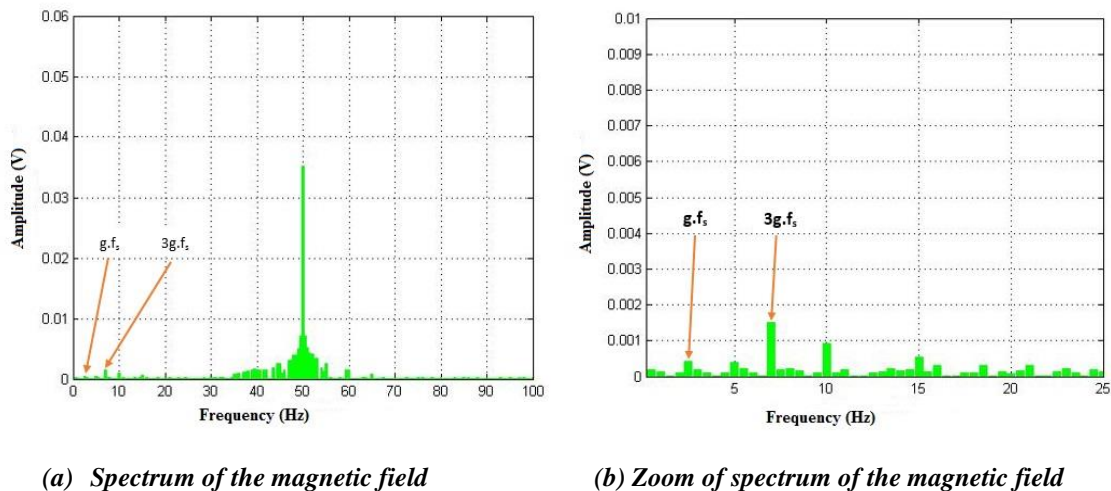 0.06
0.05
0.04
0.03
0.02
0.01
0
Amplitude (V)
g.fₛ
3g.fₛ
0 10 20 30 40 50 60 70 80 90 100
Frequency (Hz)
(a) Spectrum of the magnetic field
0.01
0.009
0.008
0.007
0.006
0.005
0.004
0.003
0.002
0.001
0
Amplitude (V)
g.fₛ
3g.fₛ
5 10 15 20 25
Frequency (Hz)
(b) Zoom of spectrum of the magnetic field